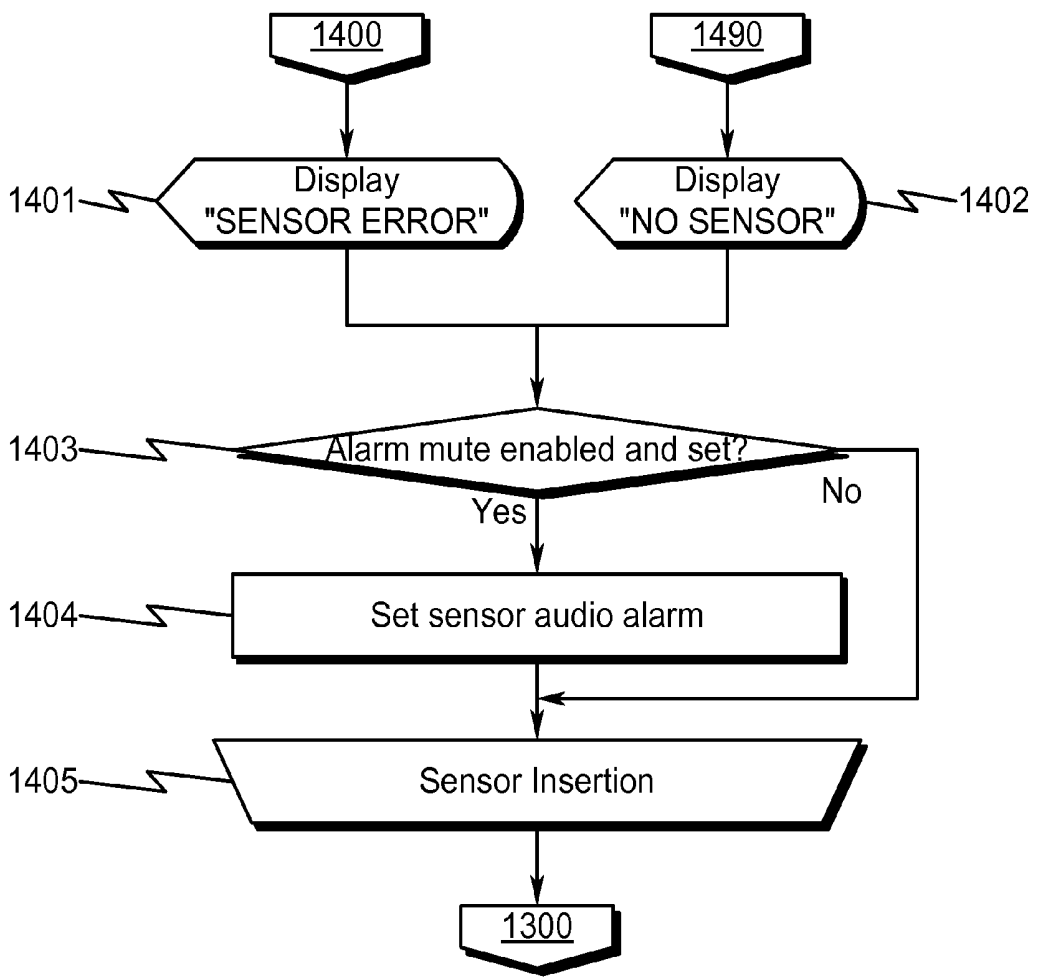 1400
1490
Display
"SENSOR ERROR"
Display
"NO SENSOR"
1401
1402
1403
Alarm mute enabled and set?
Yes
No
1404
Set sensor audio alarm
1405
Sensor Insertion
1300